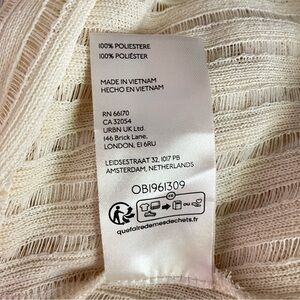 100% POLIESTERE
100% POLIÉSTER
MADE IN VIETNAM
HECHO EN VIETNAM
RN 66170
CA 32054
URBN UK Ltd.
146 Brick Lane,
LONDON, E1 6RU
LEIDSESTRAAT 32, 1017 PB
AMSTERDAM, NETHERLANDS
OB1961309
quefairedemesdechets.fr